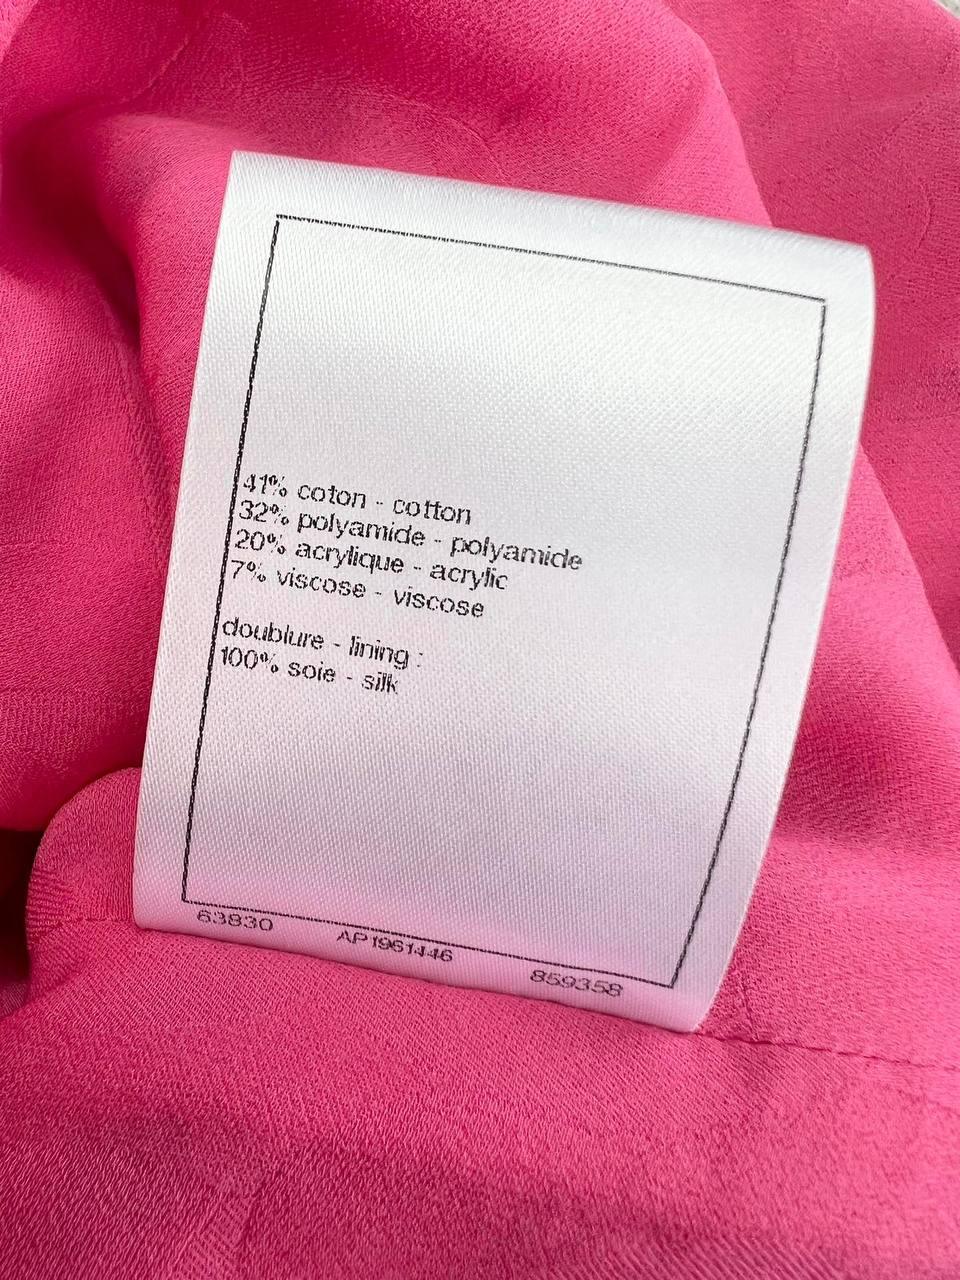 41% coton - cotton
32% polyamide - polyamide
20% acrylique - acrylic
7% viscose - viscose
doublure - lining :
100% soie - silk
63830 AP1961446 859358